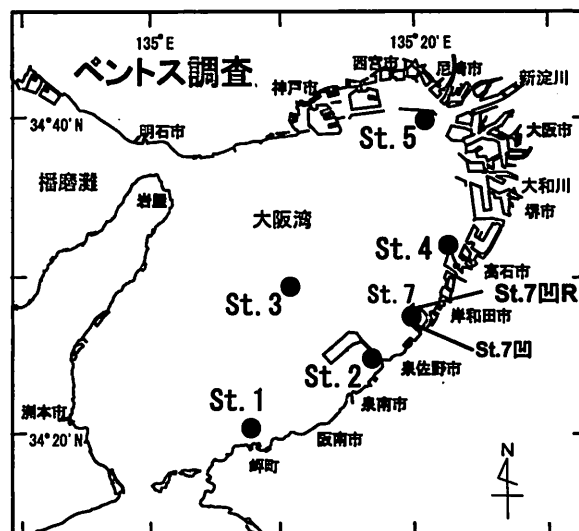 135°E
135°20'
ベントス調査
西宮市
尼崎市
新淀川
神戸市
34°40'
明石市
St. 5
大阪市
播磨灘
岩屋
大阪湾
大和川
堺市
St. 4
高石市
St. 3
St. 7
St.7凹R
岸和田市
St.7凹
St. 2
泉佐野市
泉南市
洲本市
St. 1
34°20'
阪南市
岬町
N